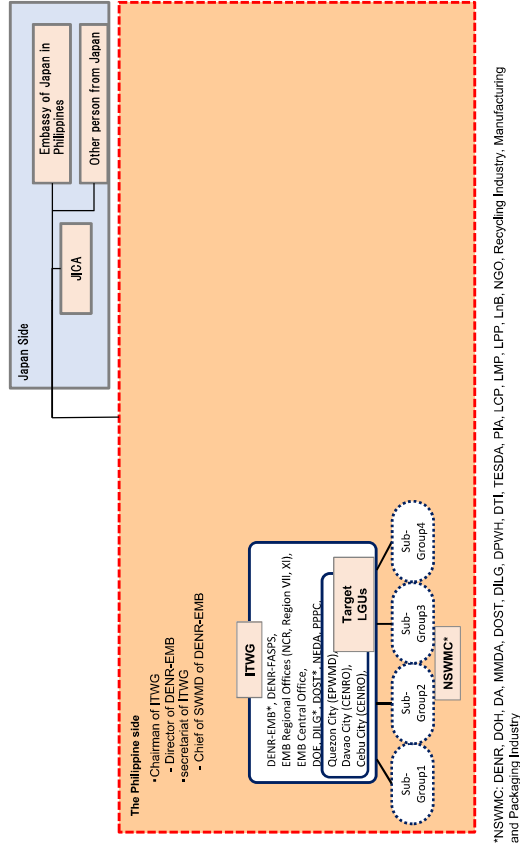 Japan Side
JICA
Embassy of Japan in
Philippines
Other person from Japan
The Philippine side
•Chairman of ITWG
- Director of DENR-EMB
•secretariat of ITWG
- Chief of SWMD of DENR-EMB
ITWG
DENR-EMB*, DENR-FASPS,
EMB Regional Offices (NCR, Region VII, XI),
EMB Central Office,
DOE, DILG*, DOST*, NEDA, PPPC,
Quezon City (EPWMD),
Davao City (CENRO),
Cebu City (CENRO),
Target
LGUs
Sub-
Group1
Sub-
Group2
Sub-
Group3
Sub-
Group4
NSWMC*
*NSWMC: DENR, DOH, DA, MMDA, DOST, DILG, DPWH, DTI, TESDA, PIA, LCP, LMP, LPP, LnB, NGO, Recycling Industry, Manufacturing
and Packaging Industry